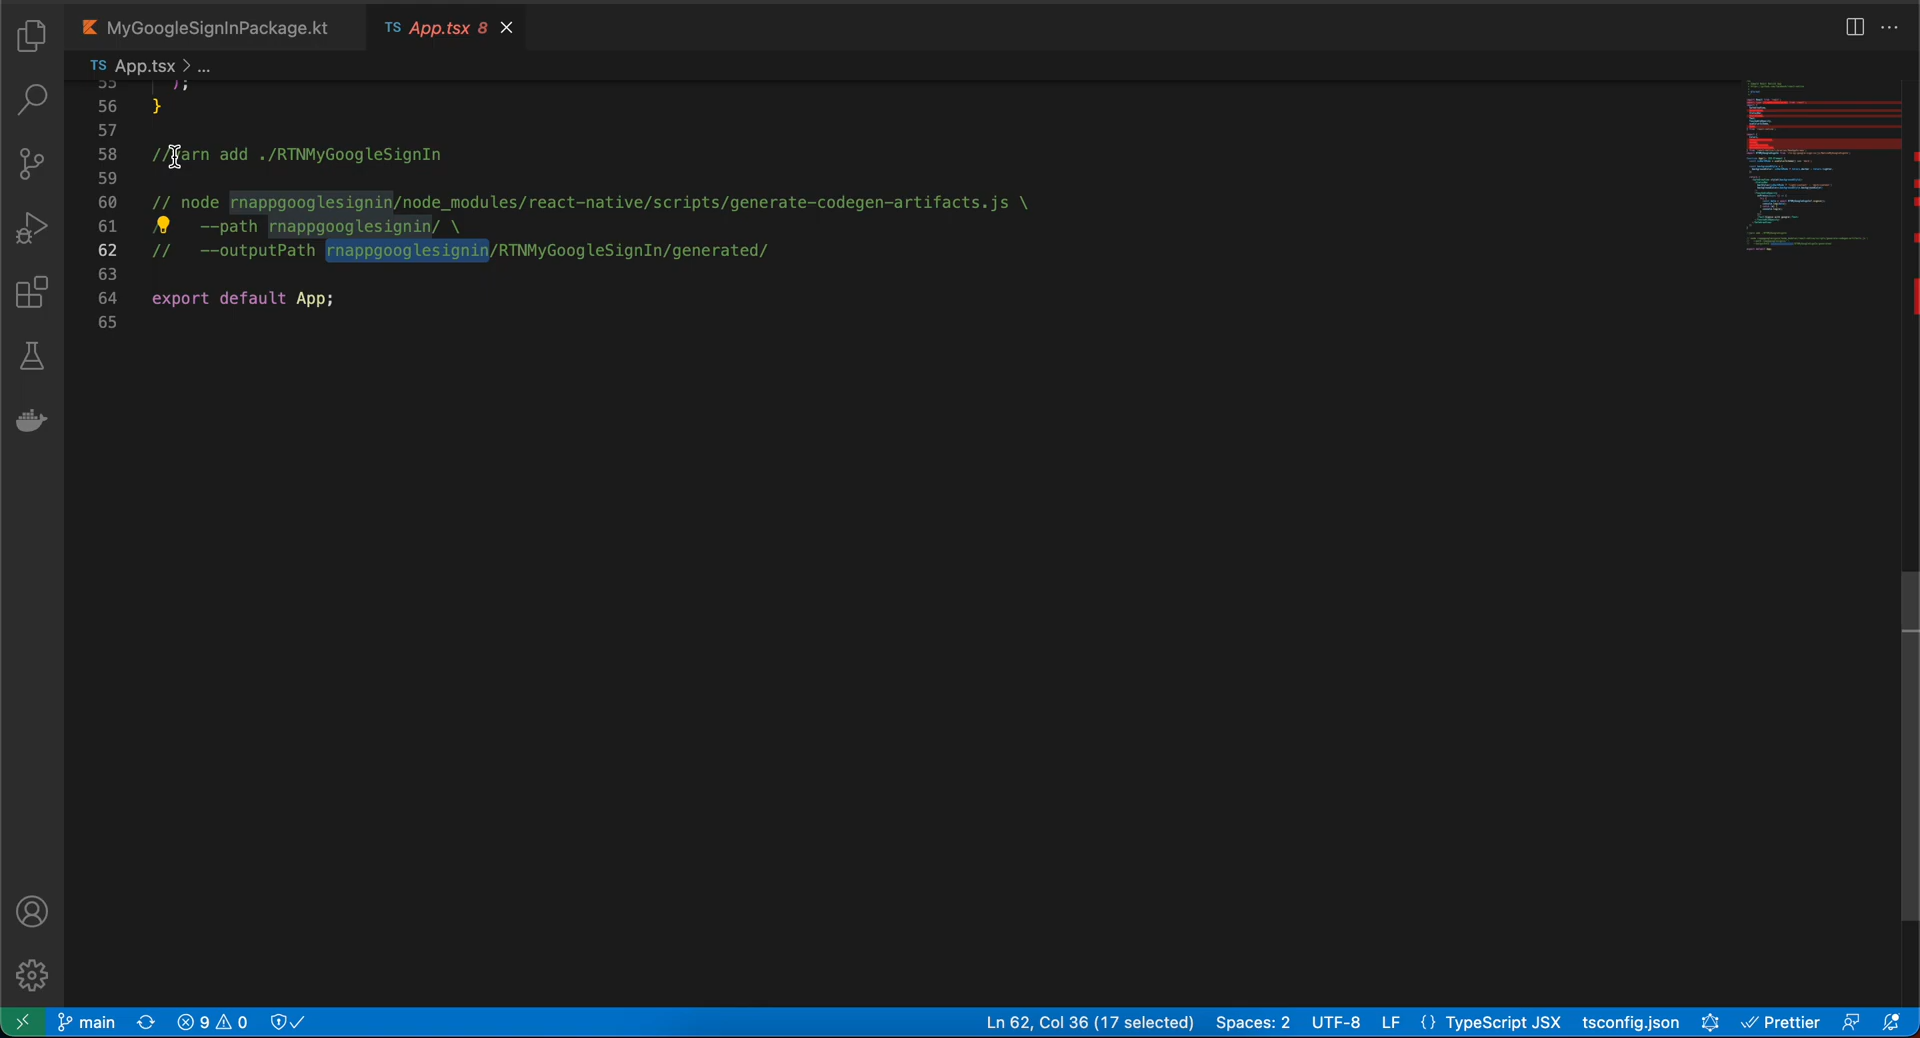 MyGoogleSignInPackage.kt
TS App.tsx 8
TS App.tsx > ...
55 );
56 }
57
58 //yarn add ./RTNMyGoogleSignIn
59
60 // node rnappgooglesignin/node_modules/react-native/scripts/generate-codegen-artifacts.js \
61 / --path rnappgooglesignin/ \
62 // --outputPath rnappgooglesignin/RTNMyGoogleSignIn/generated/
63
64 export default App;
65
main 9 0 Ln 62, Col 36 (17 selected) Spaces: 2 UTF-8 LF {} TypeScript JSX tsconfig.json Prettier